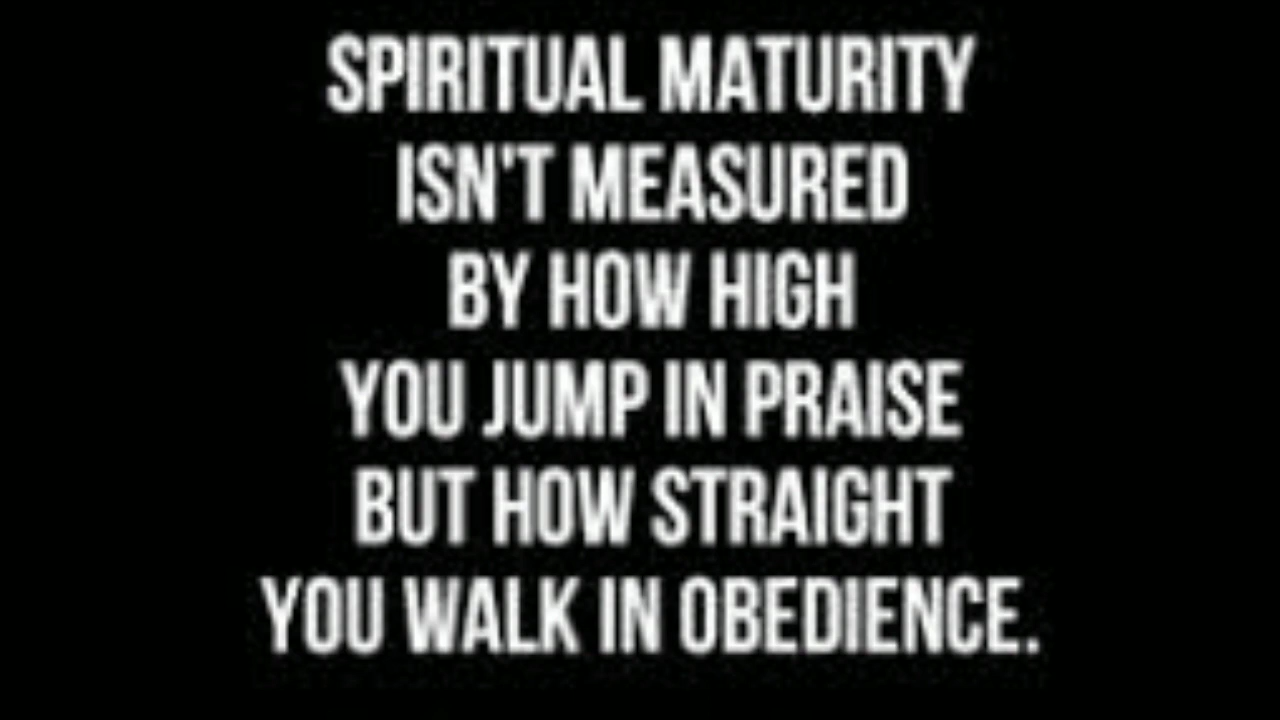 SPIRITUAL MATURITY
ISN'T MEASURED
BY HOW HIGH
YOU JUMP IN PRAISE
BUT HOW STRAIGHT
YOU WALK IN OBEDIENCE.